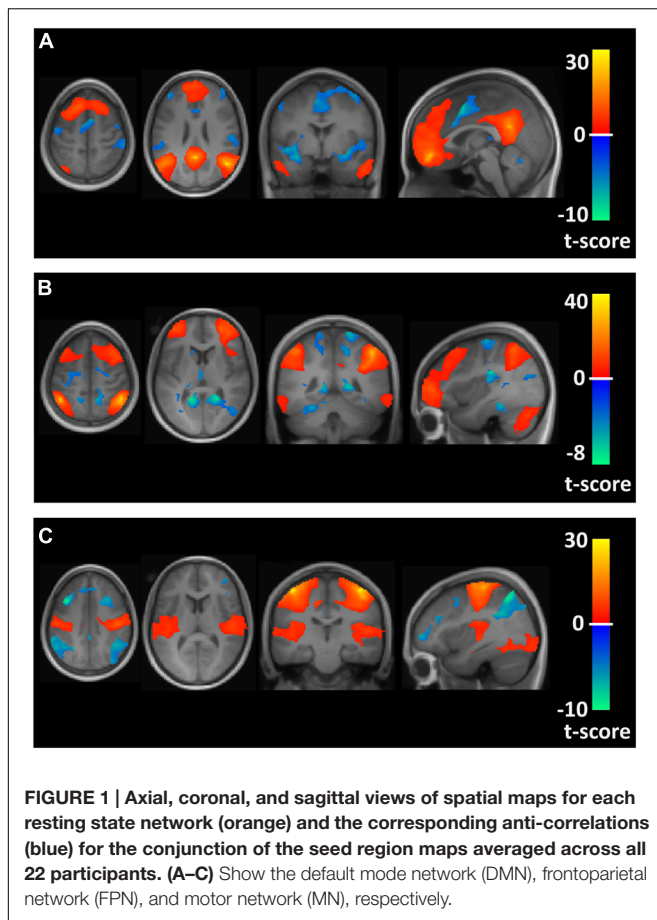 A
30
0
-10
t-score
B
40
0
-8
t-score
C
30
0
-10
t-score
FIGURE 1 | Axial, coronal, and sagittal views of spatial maps for each
resting state network (orange) and the corresponding anti-correlations
(blue) for the conjunction of the seed region maps averaged across all
22 participants. (A–C) Show the default mode network (DMN), frontoparietal
network (FPN), and motor network (MN), respectively.